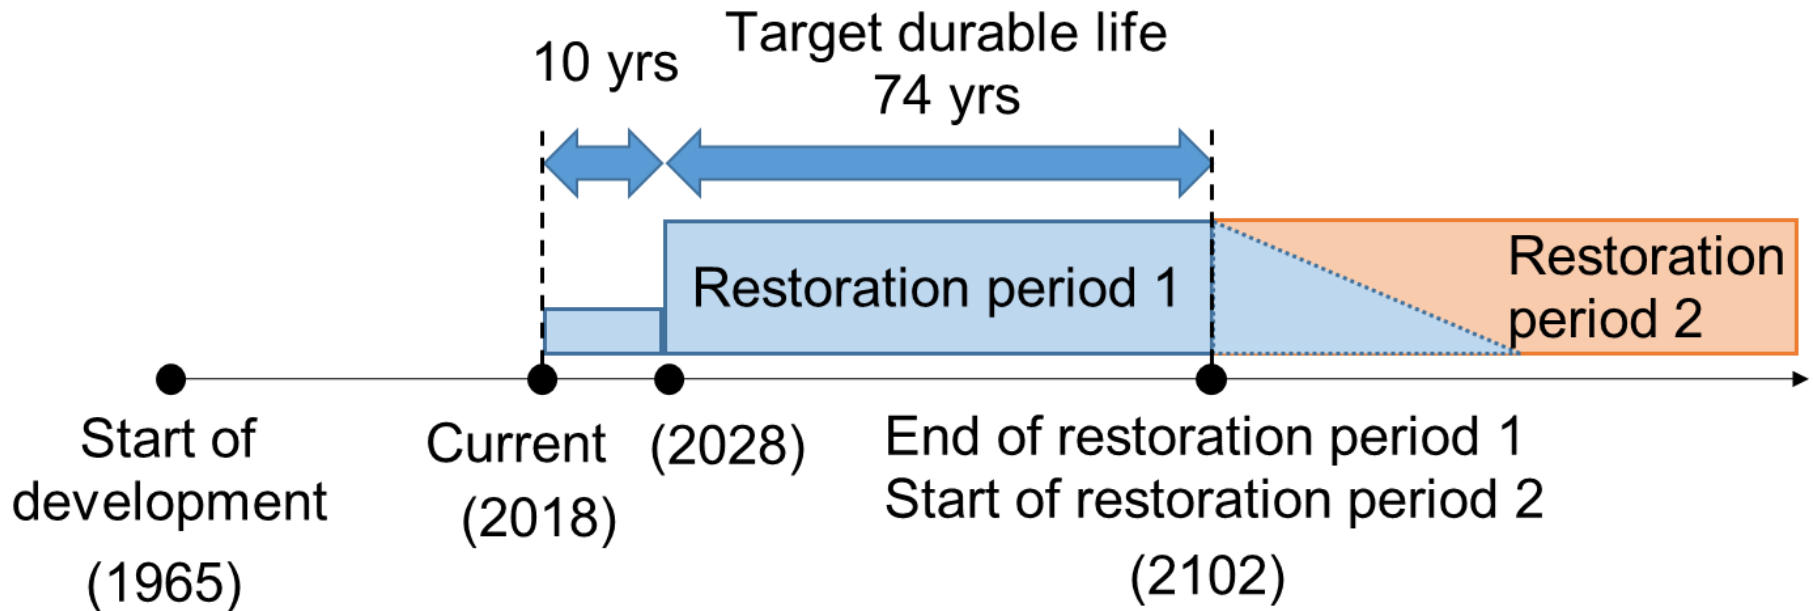 10 yrs
Target durable life
74 yrs
Restoration period 1
Restoration
period 2
Start of
development
(1965)
Current
(2018)
(2028)
End of restoration period 1
Start of restoration period 2
(2102)